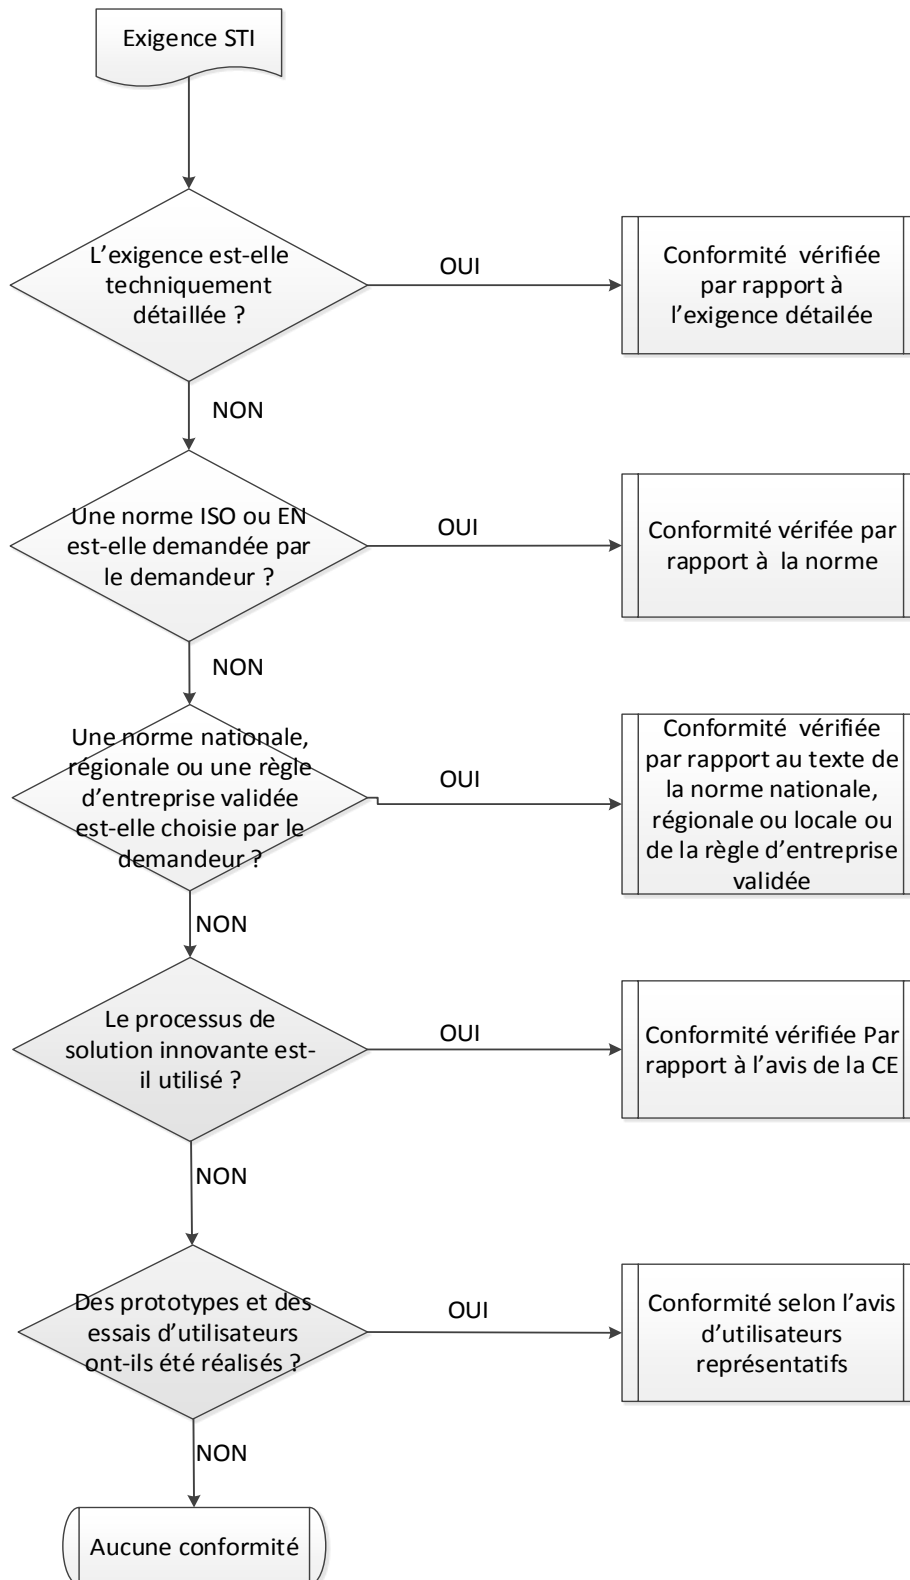 Exigence STI
L’exigence est-elle
techniquement
détaillée ?
OUI
Conformité vérifiée
par rapport à
l’exigence détailée
NON
Une norme ISO ou EN
est-elle demandée par
le demandeur ?
OUI
Conformité vérifiée par
rapport à la norme
NON
Une norme nationale,
régionale ou une règle
d’entreprise validée
est-elle choisie par le
demandeur ?
OUI
Conformité vérifiée
par rapport au texte de
la norme nationale,
régionale ou locale ou
de la règle d’entreprise
validée
NON
Le processus de
solution innovante est-
il utilisé ?
OUI
Conformité vérifiée Par
rapport à l’avis de la CE
NON
Des prototypes et des
essais d’utilisateurs
ont-ils été réalisés ?
OUI
Conformité selon l’avis
d’utilisateurs
représentatifs
NON
Aucune conformité